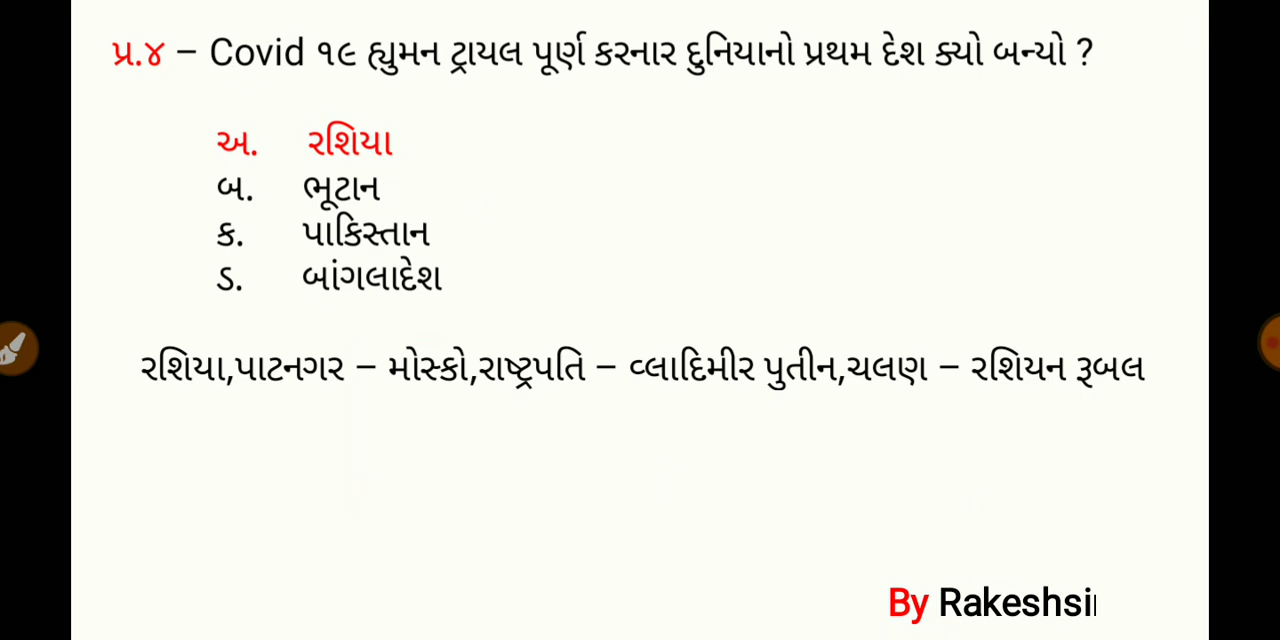 પ્ર.૪ – Covid ૧૯ હ્યુમન ટ્રાયલ પૂર્ણ કરનાર દુનિયાનો પ્રથમ દેશ ક્યો બન્યો ?
અ. રશિયા
બ. ભૂટાન
ક. પાકિસ્તાન
ડ. બાંગલાદેશ
રશિયા,પાટનગર – મોસ્કો,રાષ્ટ્રપતિ – વ્લાદિમીર પુતીન,ચલણ – રશિયન રૂબલ
By Rakeshsi